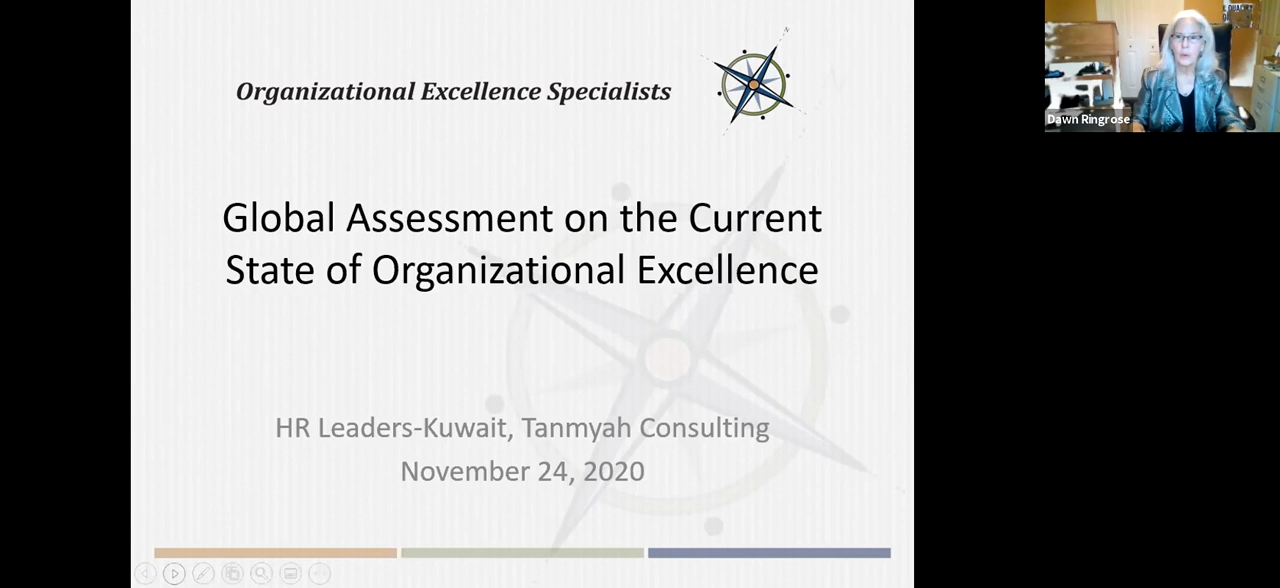 Organizational Excellence Specialists
N
Global Assessment on the Current
State of Organizational Excellence
HR Leaders-Kuwait, Tanmyah Consulting
November 24, 2020
Dawn Ringrose